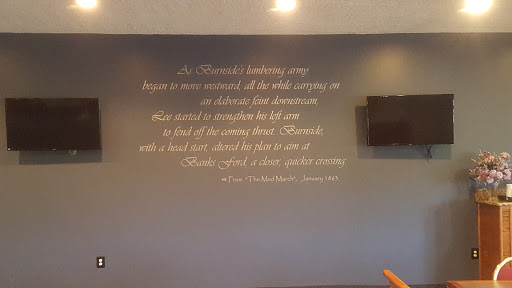 As Burnside's lumbering army
began to move westward, all the while carrying on
an elaborate feint downstream,
Lee started to strengthen his left arm
to fend off the coming thrust. Burnside,
with a head start, altered his plan to aim at
Banks Ford, a closer, quicker crossing.
From "The Mud March", January 1863